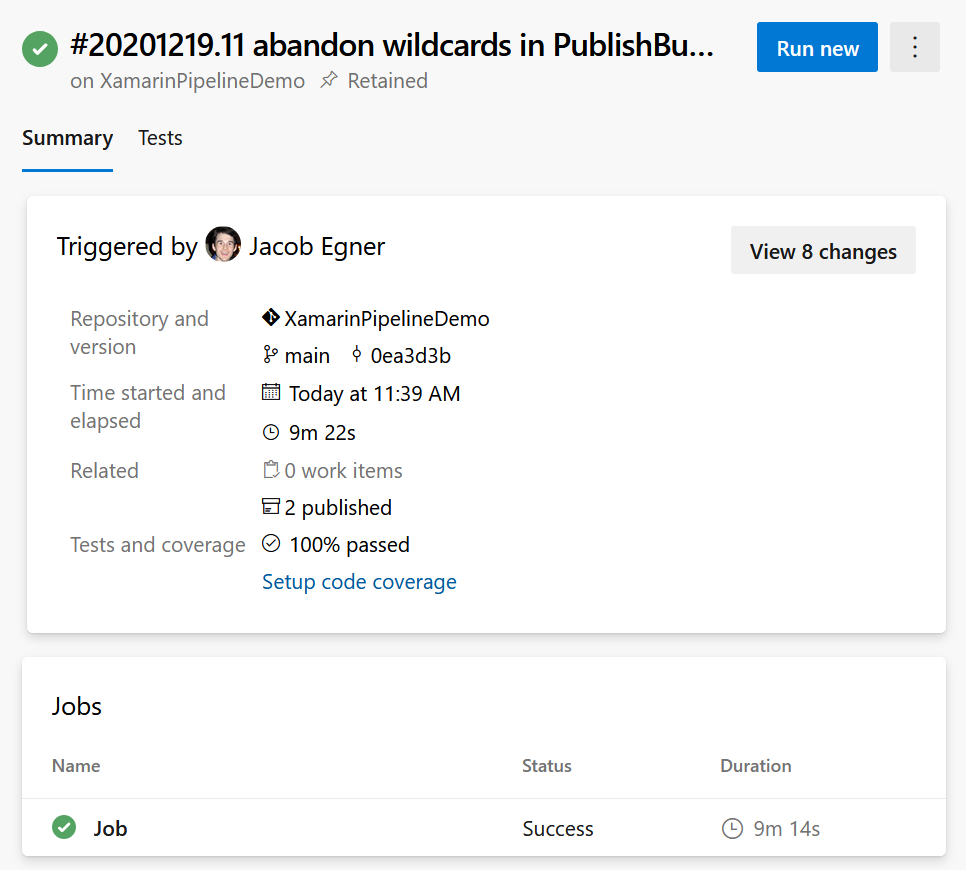 #20201219.11 abandon wildcards in PublishBu...
Run new
on XamarinPipelineDemo Retained
Summary Tests
Triggered by Jacob Egner
View 8 changes
Repository and version
XamarinPipelineDemo
main 0ea3d3b
Time started and elapsed
Today at 11:39 AM
9m 22s
Related
0 work items
2 published
Tests and coverage
100% passed
Setup code coverage
Jobs
Name Status Duration
Job Success 9m 14s